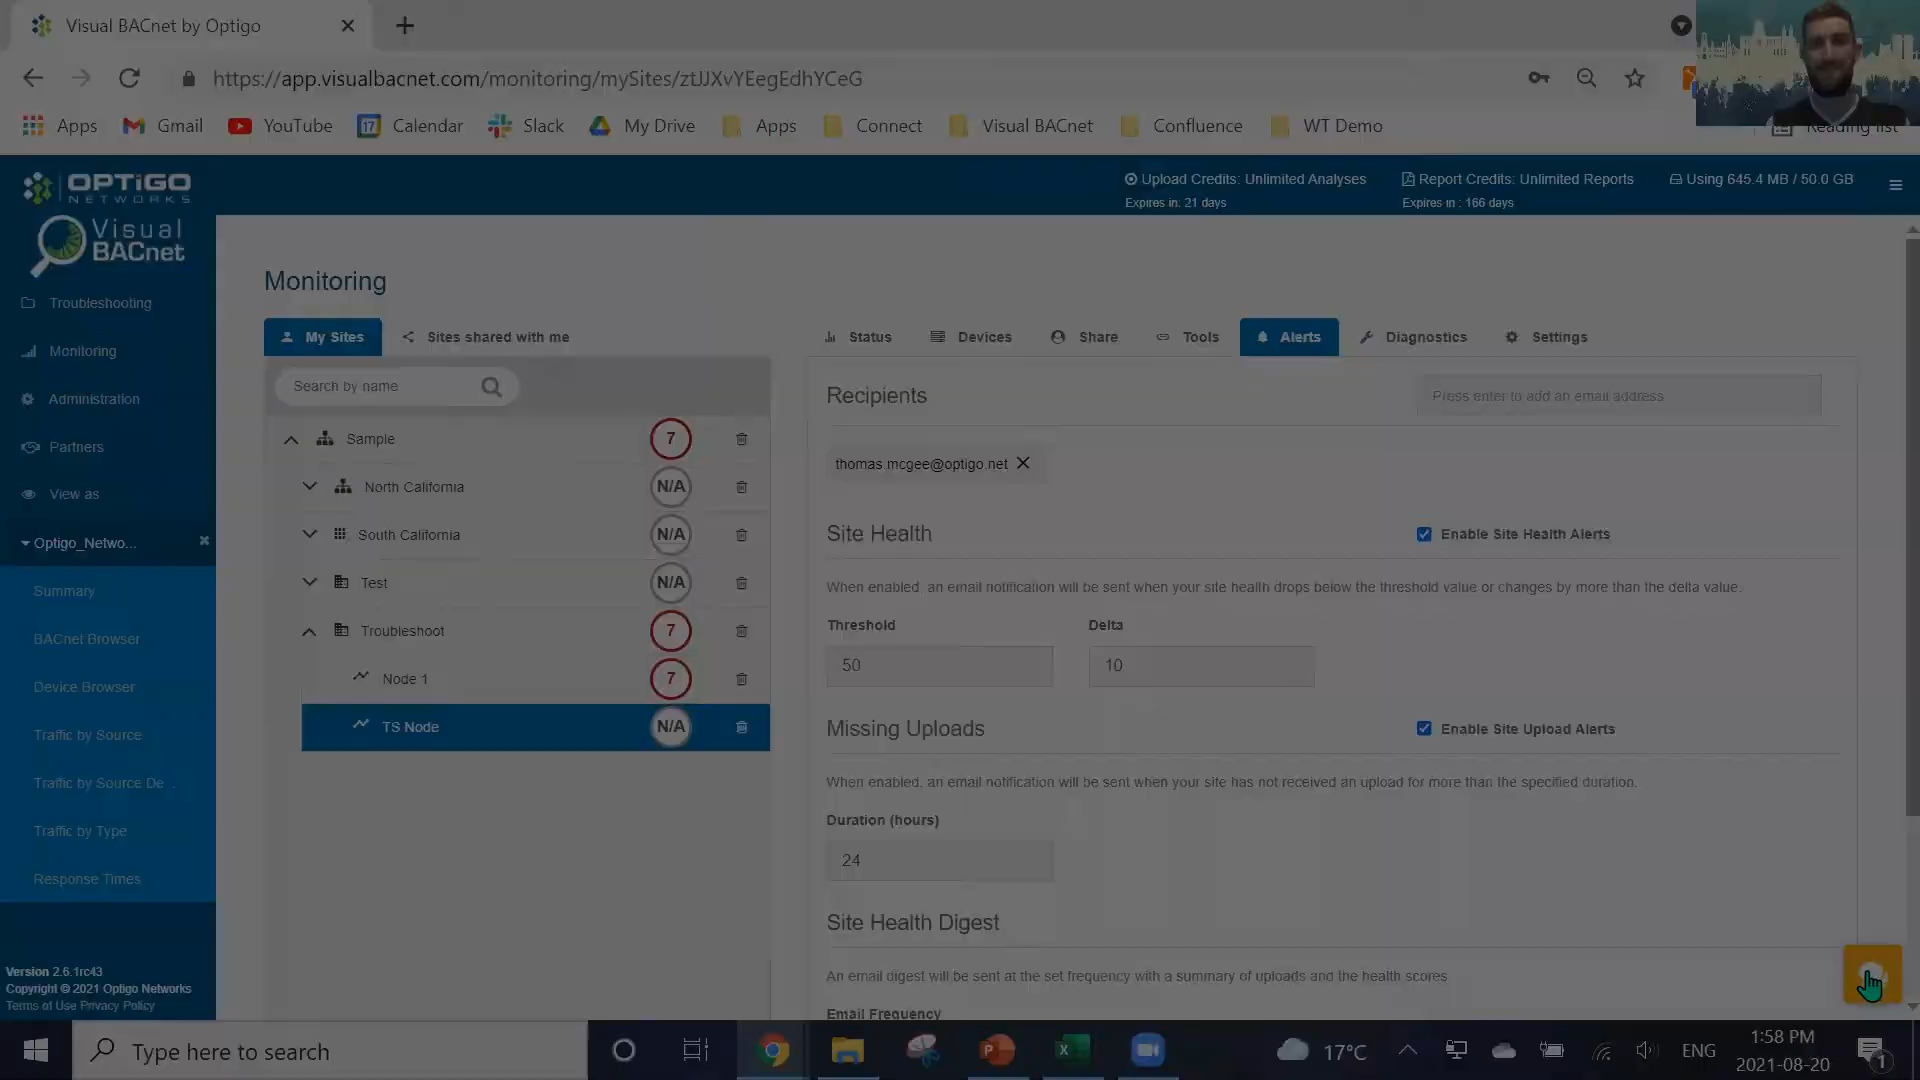 Visual BACnet by Optigo
https://app.visualbacnet.com/monitoring/mySites/ztJJXvYEegEdhYCeG
Apps Gmail YouTube 17 Calendar Slack My Drive Apps Connect Visual BACnet Confluence WT Demo Reading list
OPTiGO
NETWORKS
Visual
BACnet
Upload Credits: Unlimited Analyses Report Credits: Unlimited Reports Using 645.4 MB / 50.0 GB
Expires in: 21 days Expires in : 166 days
Troubleshooting
Monitoring
Administration
Partners
View as
Optigo_Netwo...
Summary
BACnet Browser
Device Browser
Traffic by Source
Traffic by Source De
Traffic by Type
Response Times
Version 2.6.1rc43
Copyright © 2021 Optigo Networks
Terms of Use Privacy Policy
Monitoring
My Sites Sites shared with me
Search by name
Sample 7
North California N/A
South California N/A
Test N/A
Troubleshoot 7
Node 1 7
TS Node N/A
Status Devices Share Tools Alerts Diagnostics Settings
Recipients Press enter to add an email address
thomas.mcgee@optigo.net
Site Health Enable Site Health Alerts
When enabled, an email notification will be sent when your site health drops below the threshold value or changes by more than the delta value.
Threshold Delta
50 10
Missing Uploads Enable Site Upload Alerts
When enabled, an email notification will be sent when your site has not received an upload for more than the specified duration.
Duration (hours)
24
Site Health Digest
An email digest will be sent at the set frequency with a summary of uploads and the health scores
Email Frequency
Type here to search
17°C ENG 1:58 PM
2021-08-20
1